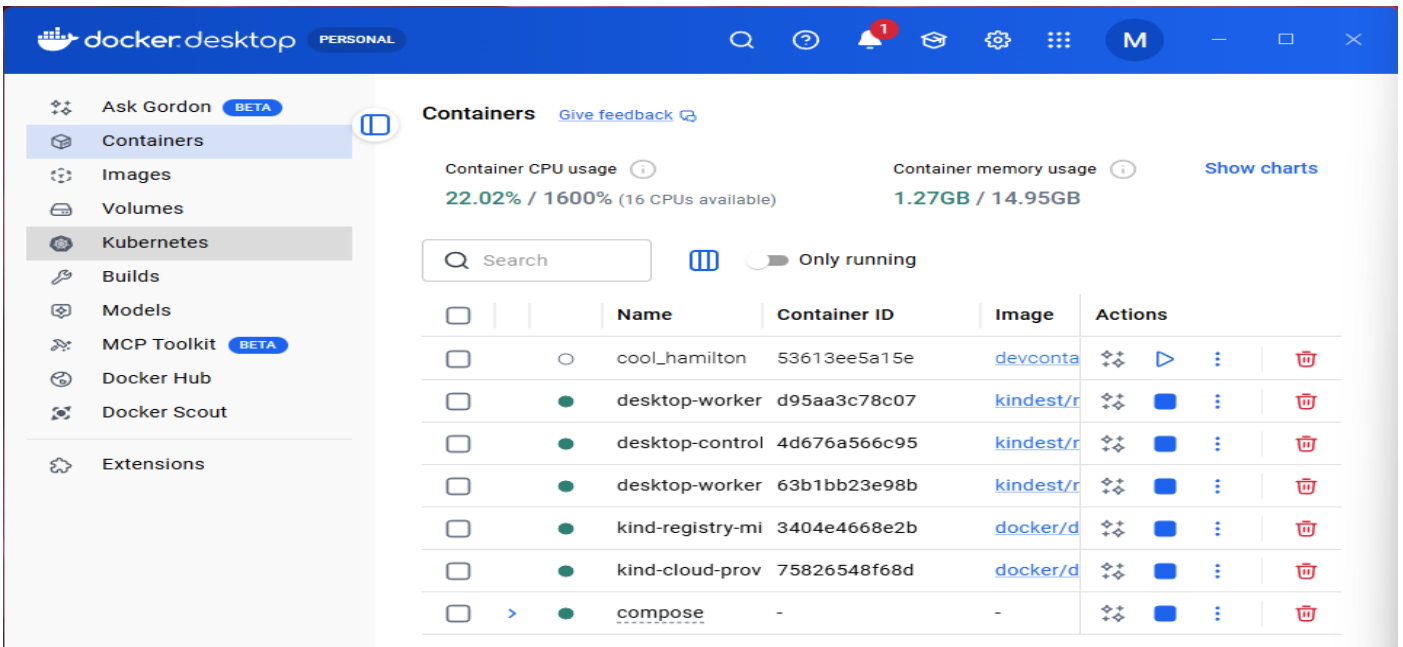 docker.desktop PERSONAL 1 M
Ask Gordon BETA
Containers
Images
Volumes
Kubernetes
Builds
Models
MCP Toolkit BETA
Docker Hub
Docker Scout
Extensions
Containers Give feedback
Container CPU usage
22.02% / 1600% (16 CPUs available)
Container memory usage
1.27GB / 14.95GB
Show charts
Search
Only running
Name Container ID Image Actions
cool_hamilton 53613ee5a15e devconta
desktop-worker d95aa3c78c07 kindest/r
desktop-control 4d676a566c95 kindest/r
desktop-worker 63b1bb23e98b kindest/r
kind-registry-mi 3404e4668e2b docker/d
kind-cloud-prov 75826548f68d docker/d
compose - -